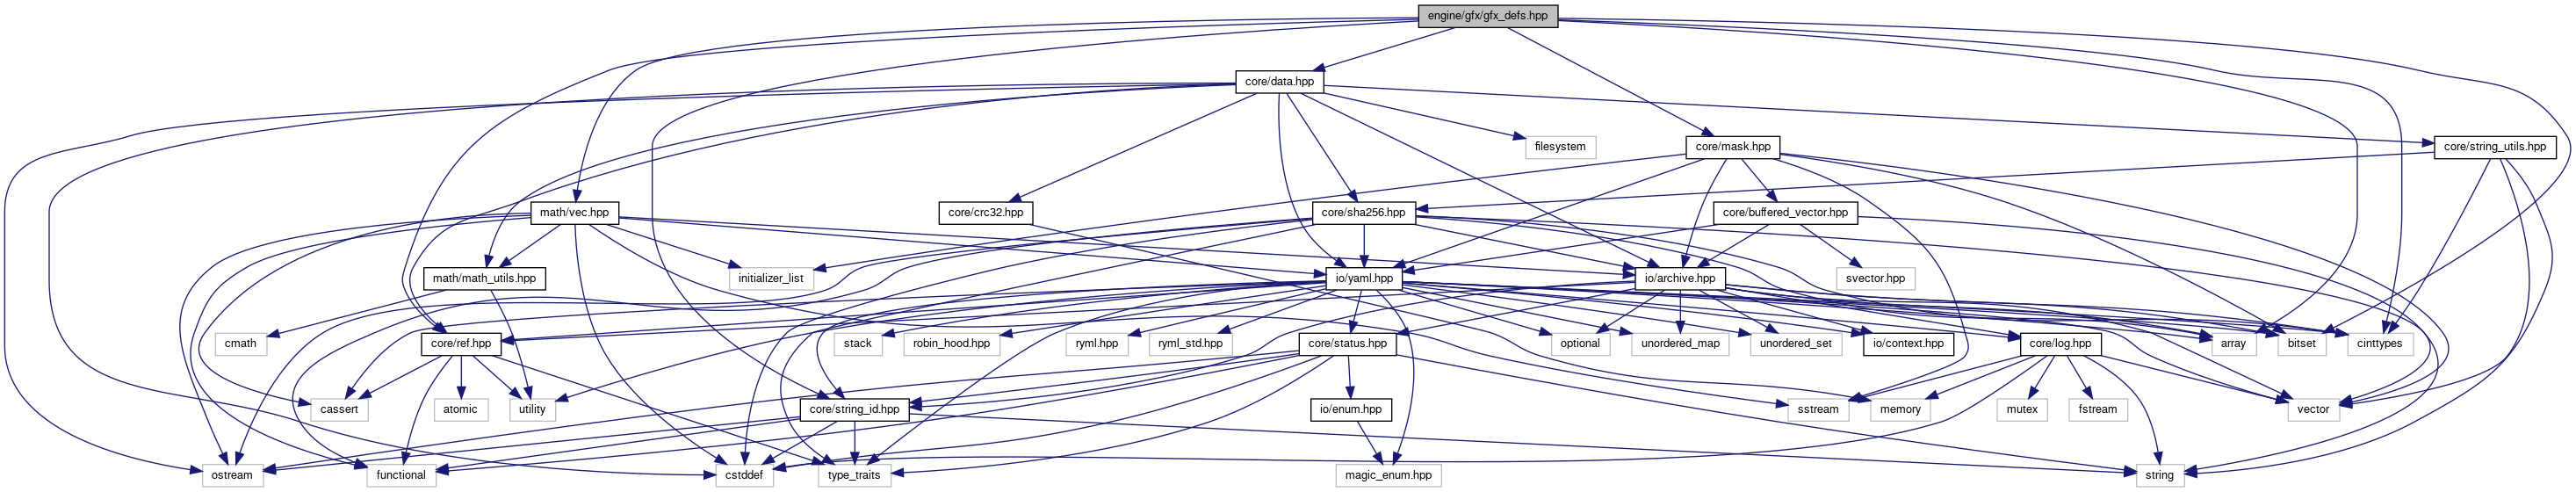 engine/gfx/gfx_defs.hpp
core/data.hpp
filesystem
core/mask.hpp
core/string_utils.hpp
math/vec.hpp
core/crc32.hpp
core/sha256.hpp
core/buffered_vector.hpp
math/math_utils.hpp
initializer_list
io/yaml.hpp
io/archive.hpp
svector.hpp
cmath
core/ref.hpp
stack
robin_hood.hpp
ryml.hpp
ryml_std.hpp
core/status.hpp
optional
unordered_map
unordered_set
io/context.hpp
core/log.hpp
array
bitset
cinttypes
cassert
atomic
utility
core/string_id.hpp
io/enum.hpp
sstream
memory
mutex
fstream
vector
ostream
functional
cstddef
type_traits
magic_enum.hpp
string